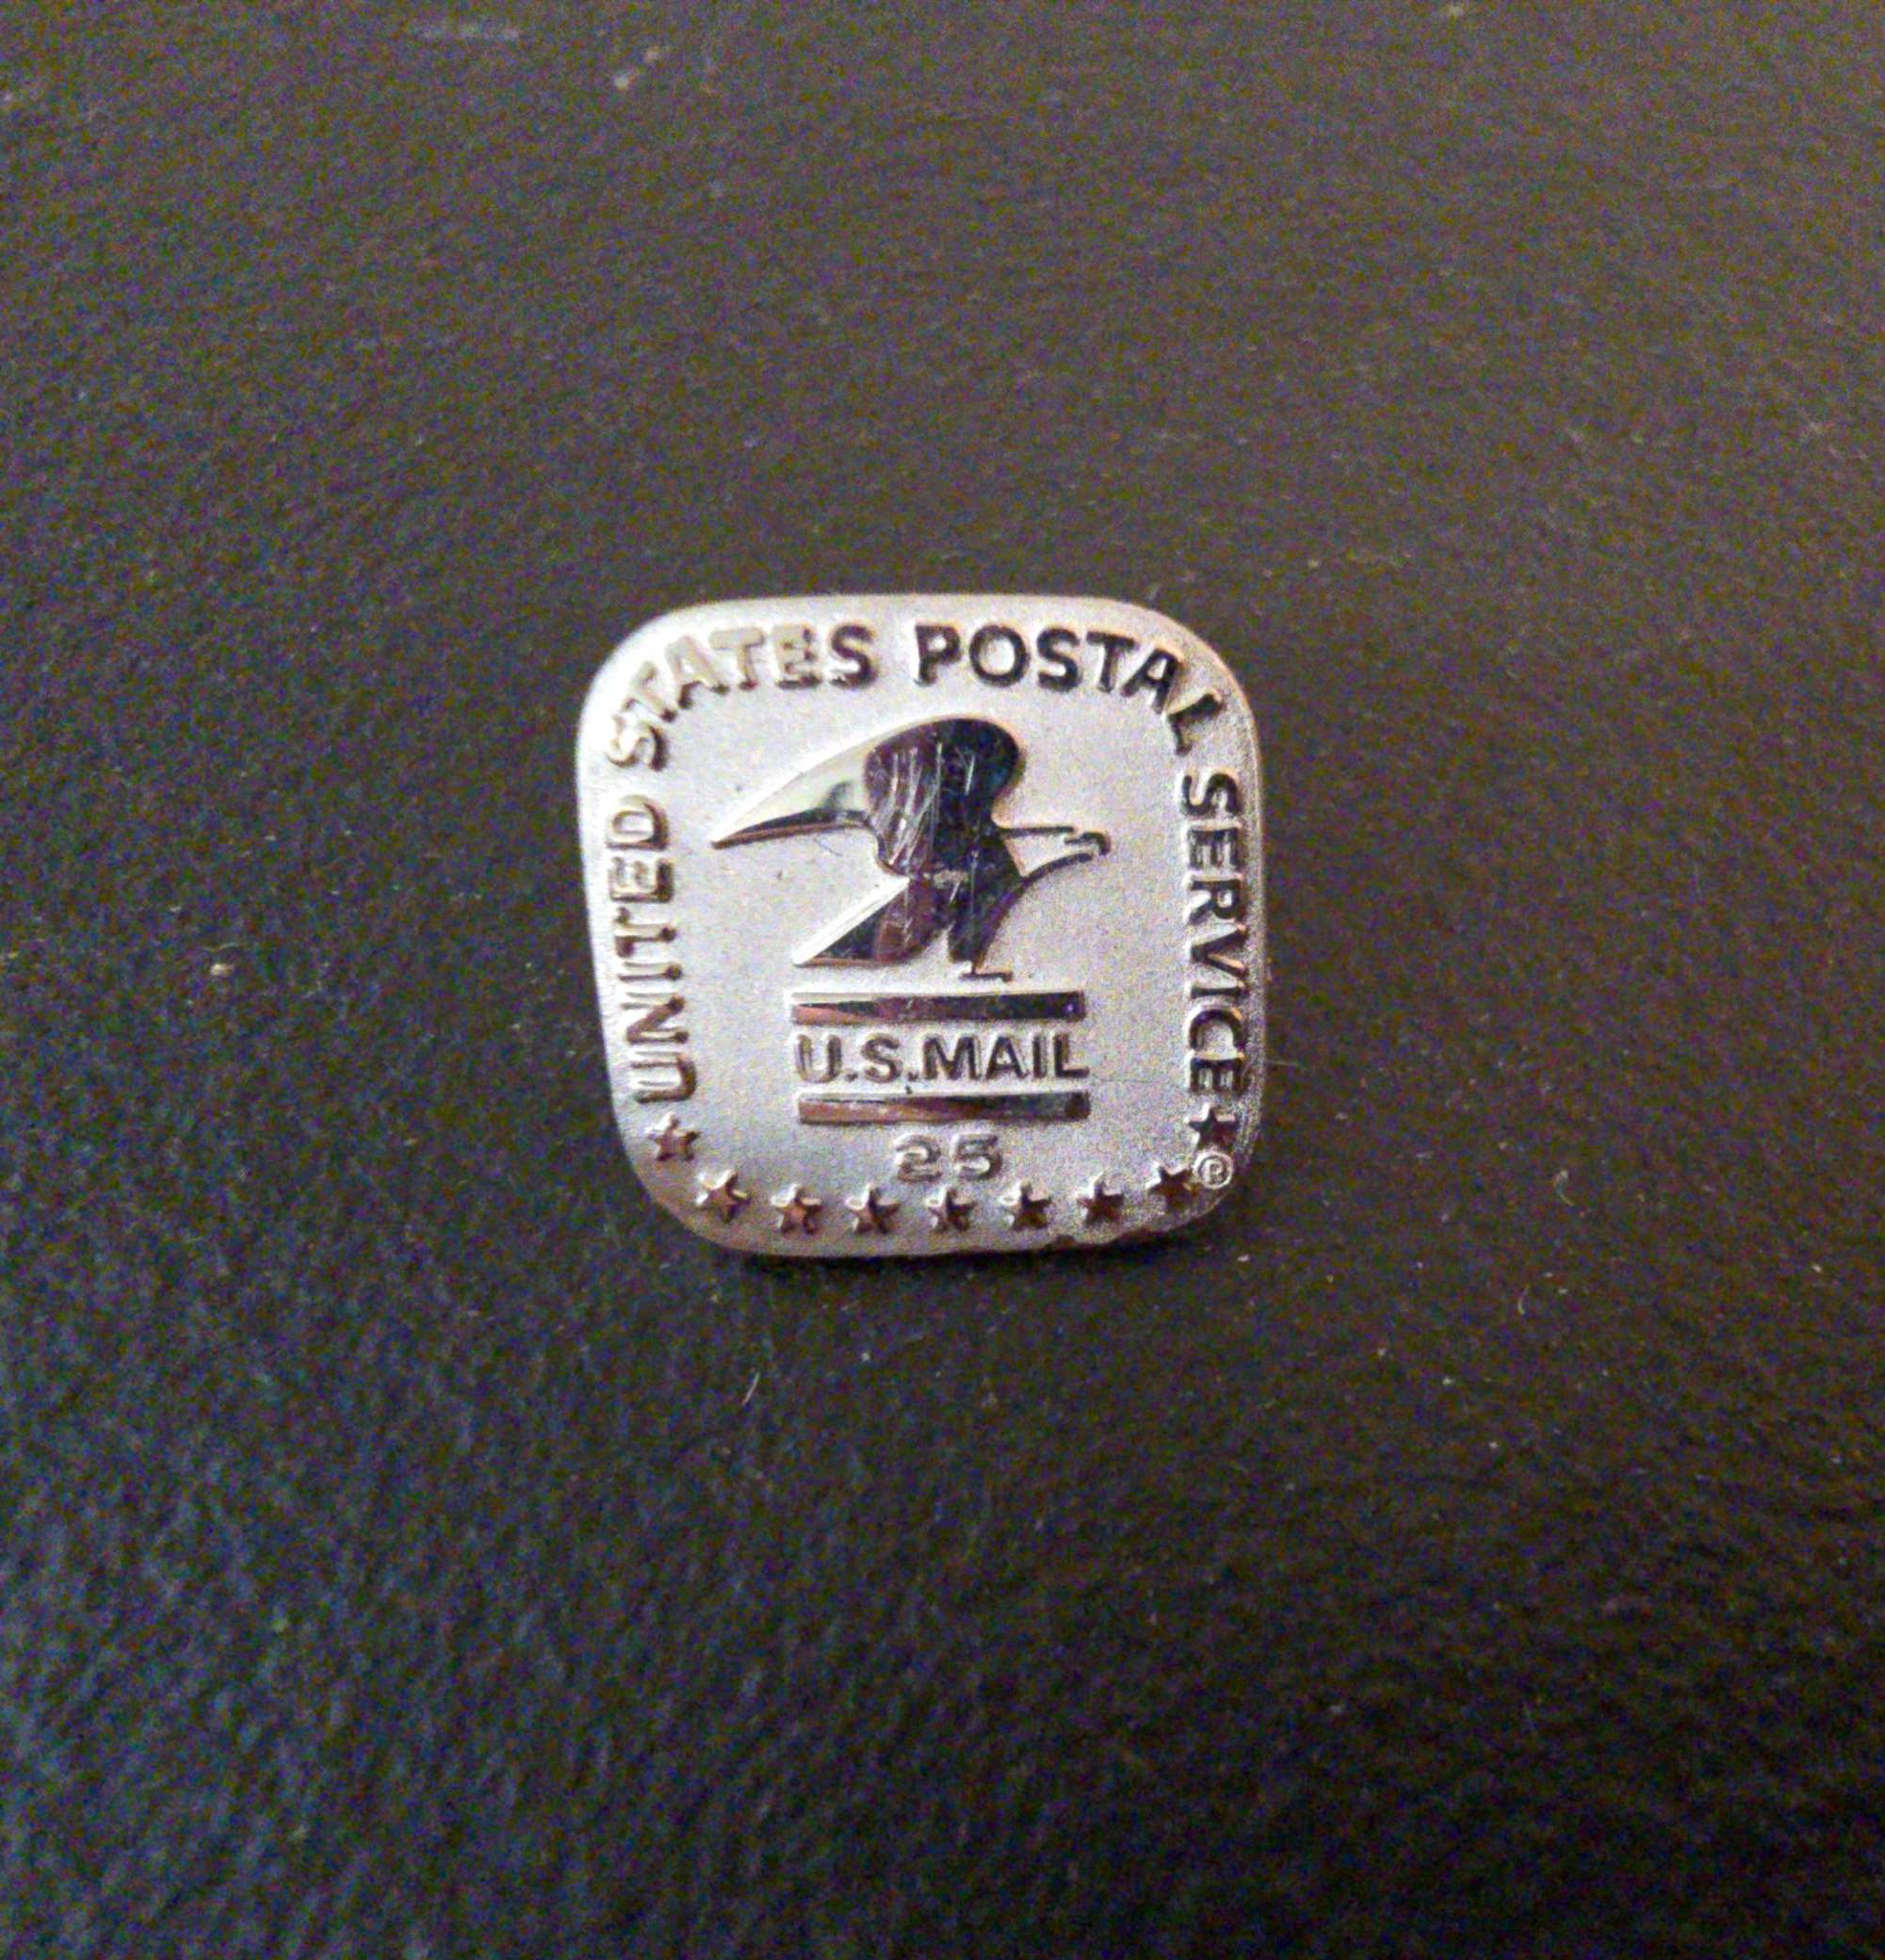 UNITED STATES POSTAL SERVICE
U.S.MAIL
25
©